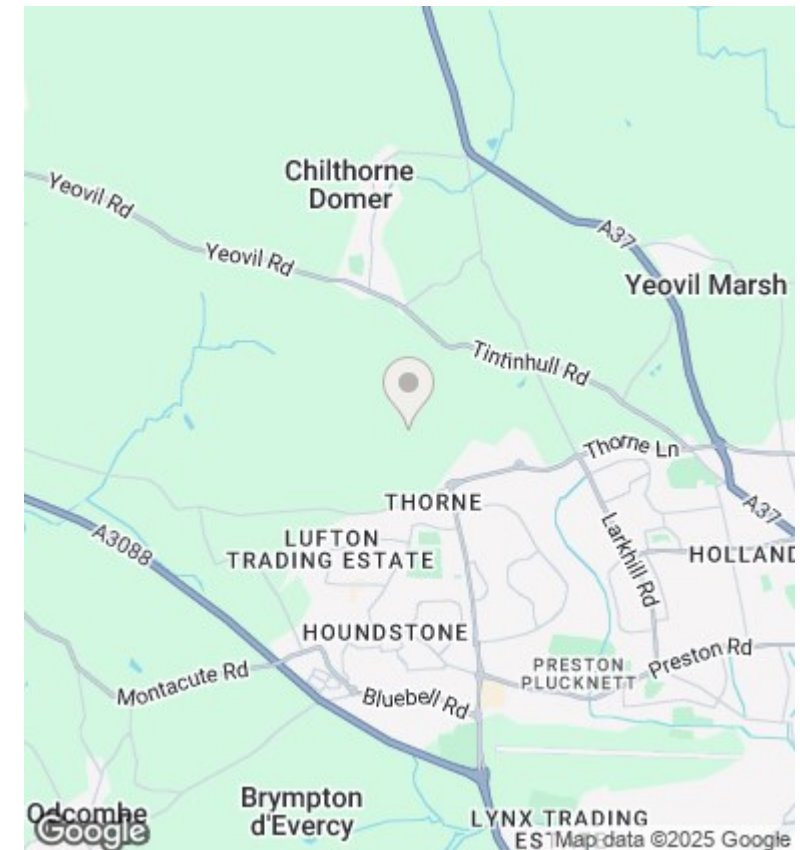 Chilthorne
Domer
Yeovil Rd
Yeovil Rd
A37
Yeovil Marsh
Tintinhull Rd
Thorne Ln
THORNE
A37
LUFTON
TRADING ESTATE
A3088
Larkhill Rd
HOLLAND
HOUNDSTONE
Preston Rd
PRESTON
PLUCKNETT
Montacute Rd
Bluebell Rd
Brympton
d'Evercy
Odcombe
LYNX TRADING
Google
Map data ©2025 Google